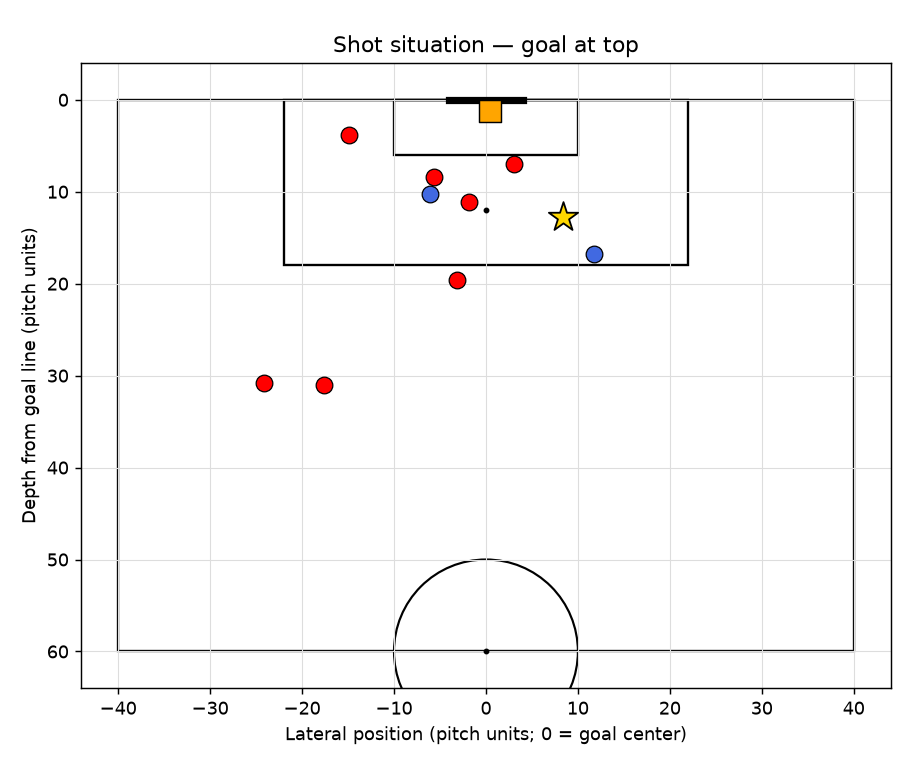 Shot situation — goal at top
0
10
20
30
40
50
60
Depth from goal line (pitch units)
−40 −30 −20 −10 0 10 20 30 40
Lateral position (pitch units; 0 = goal center)